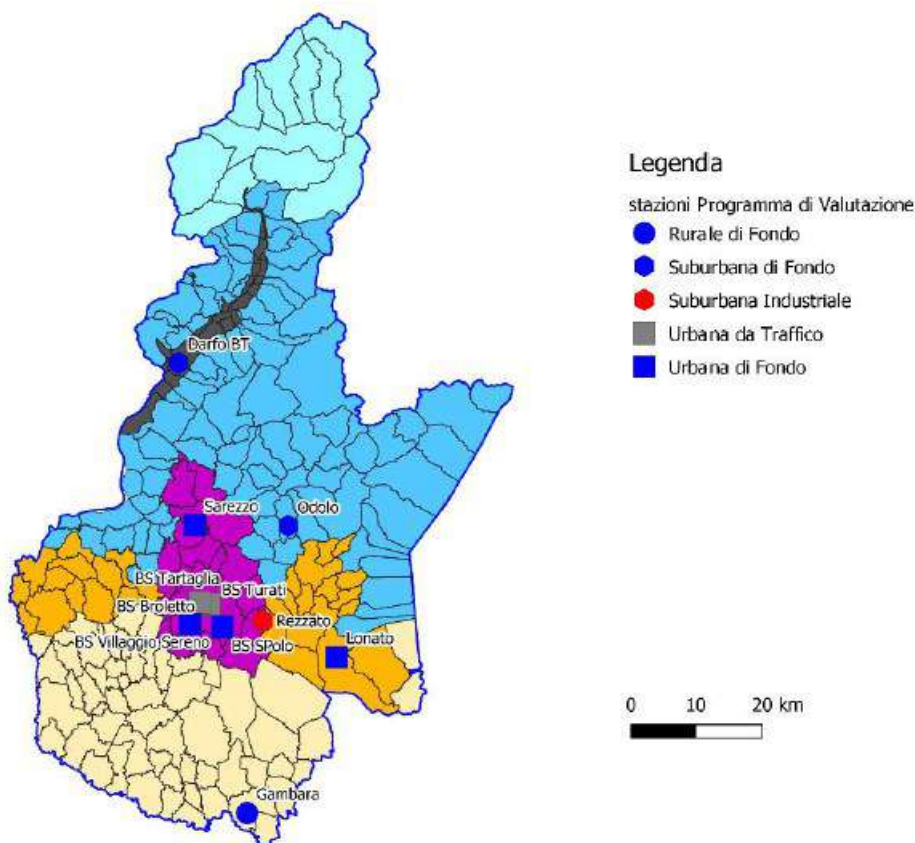 Legenda
stazioni Programma di Valutazione
Rurale di Fondo
Suburbana di Fondo
Suburbana Industriale
Urbana da Traffico
Urbana di Fondo
Darfo BT
Sarezzo
Odolo
BS Tartaglia
BS Turati
BS Broletto
Rezzato
BS Villaggio Sereno
BS SPolo
Lonato
0 10 20 km
Gambara